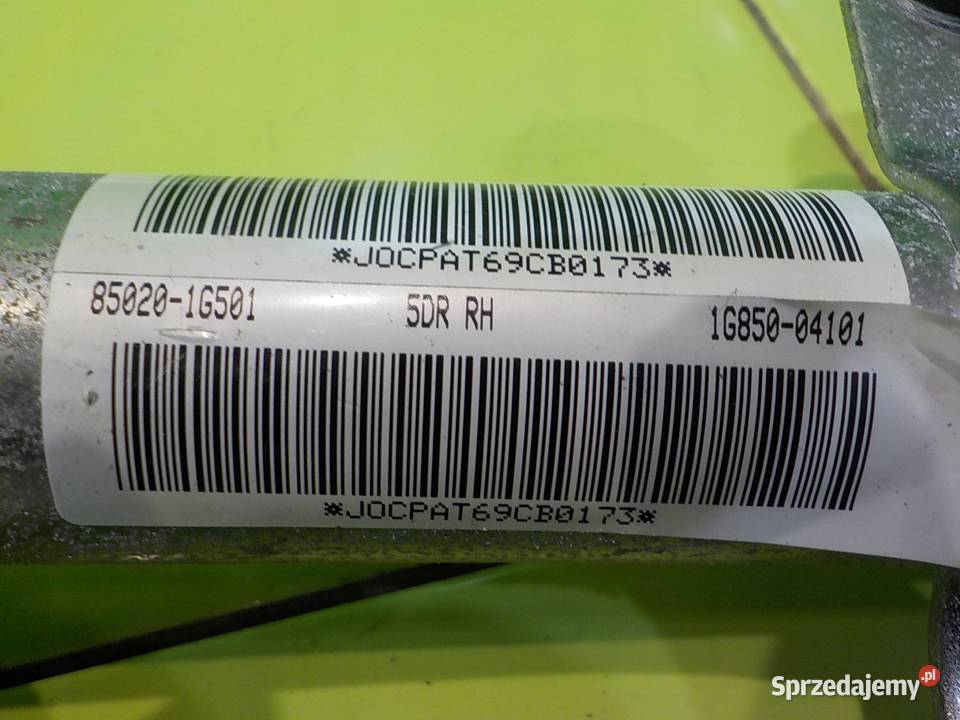 *JOCPAT69CB0173*
85020-1G501 5DR RH 1G850-04101
*JOCPAT69CB0173*
Sprzedajemy.pl